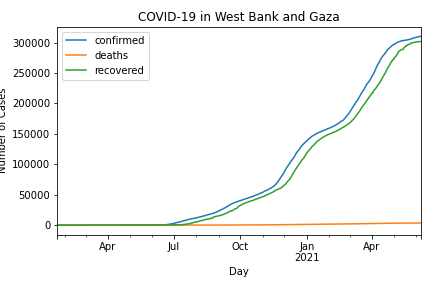 COVID-19 in West Bank and Gaza
confirmed
deaths
recovered
300000
250000
200000
150000
100000
50000
0
Number of Cases
Apr
Jul
Oct
Jan
2021
Apr
Day